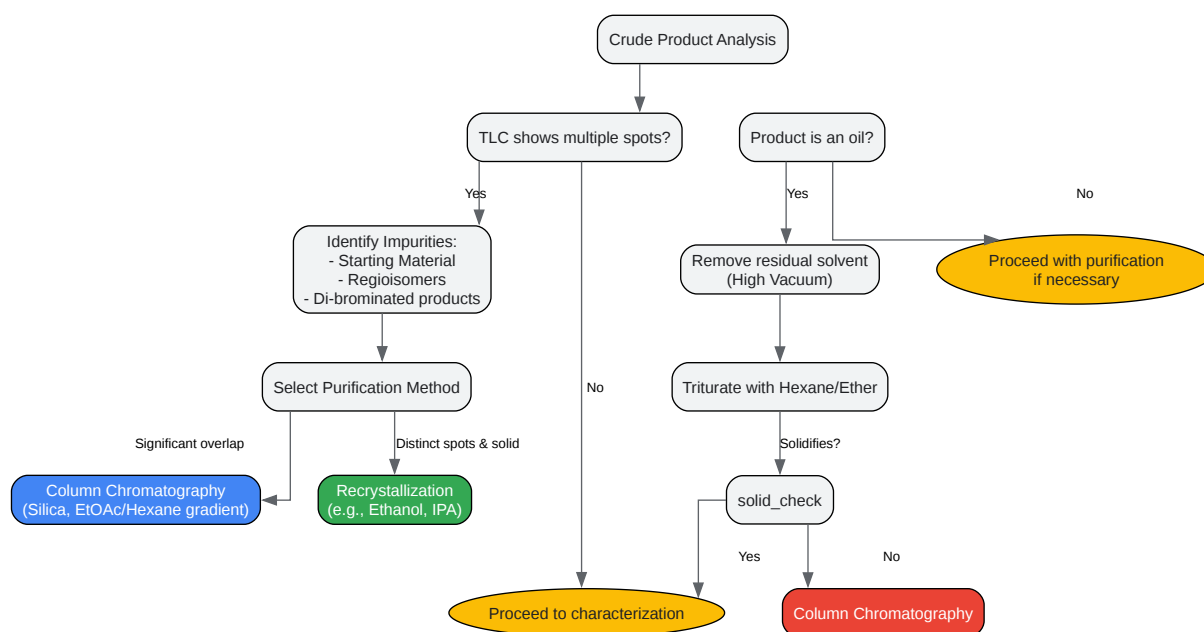 Crude Product Analysis
TLC shows multiple spots?
Product is an oil?
Yes
Yes
No
Identify Impurities:
- Starting Material
- Regioisomers
- Di-brominated products
Remove residual solvent
(High Vacuum)
Proceed with purification
if necessary
Select Purification Method
No
Triturate with Hexane/Ether
Significant overlap
Distinct spots & solid
Solidifies?
Column Chromatography
(Silica, EtOAc/Hexane gradient)
Recrystallization
(e.g., Ethanol, IPA)
solid_check
Yes
No
Proceed to characterization
Column Chromatography